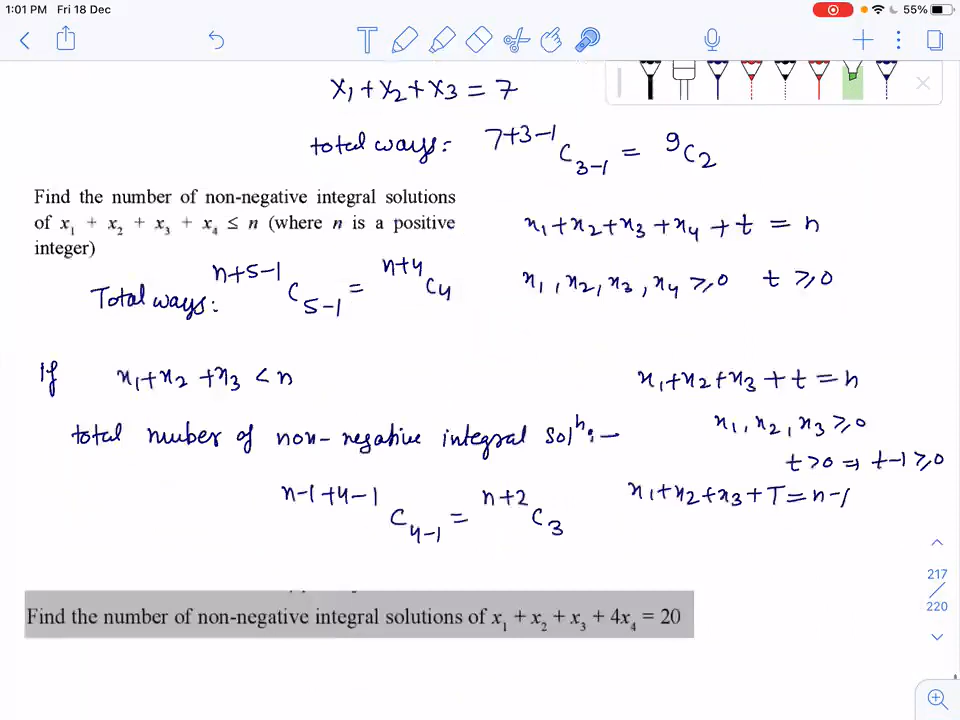 1:01 PM Fri 18 Dec 55%
x₁ + x₂ + x₃ = 7
total ways: ⁷⁺³⁻¹C₃₋₁ = ⁹C₂
Find the number of non-negative integral solutions
of x₁ + x₂ + x₃ + x₄ ≤ n (where n is a positive
integer)
x₁ + x₂ + x₃ + x₄ + t = n
Total ways: ⁿ⁺⁵⁻¹C₅₋₁ = ⁿ⁺⁴C₄
x₁, x₂, x₃, x₄ ≥ 0 t ≥ 0
If x₁ + x₂ + x₃ < n
x₁ + x₂ + x₃ + t = n
total nuber of non-negative integral solⁿ: –
x₁, x₂, x₃ ≥ 0
t > 0 ⇒ t-1 ≥ 0
x₁ + x₂ + x₃ + T = n-1
ⁿ⁻¹⁺⁴⁻¹C₄₋₁ = ⁿ⁺²C₃
217
220
Find the number of non-negative integral solutions of x₁ + x₂ + x₃ + 4x₄ = 20